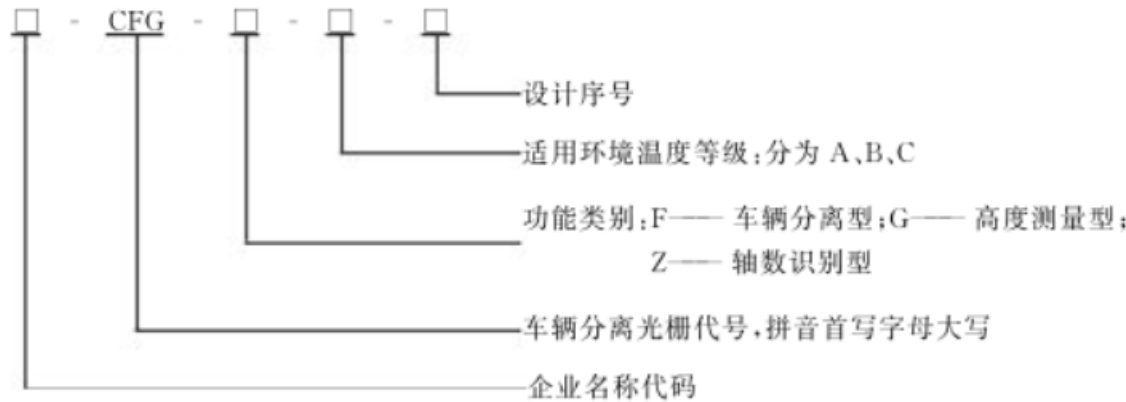 □ - CFG - □ - □ - □
设计序号
适用环境温度等级;分为 A、B、C
功能类别:F—— 车辆分离型;G—— 高度测量型;
Z—— 轴数识别型
车辆分离光栅代号,拼音首写字母大写
企业名称代码